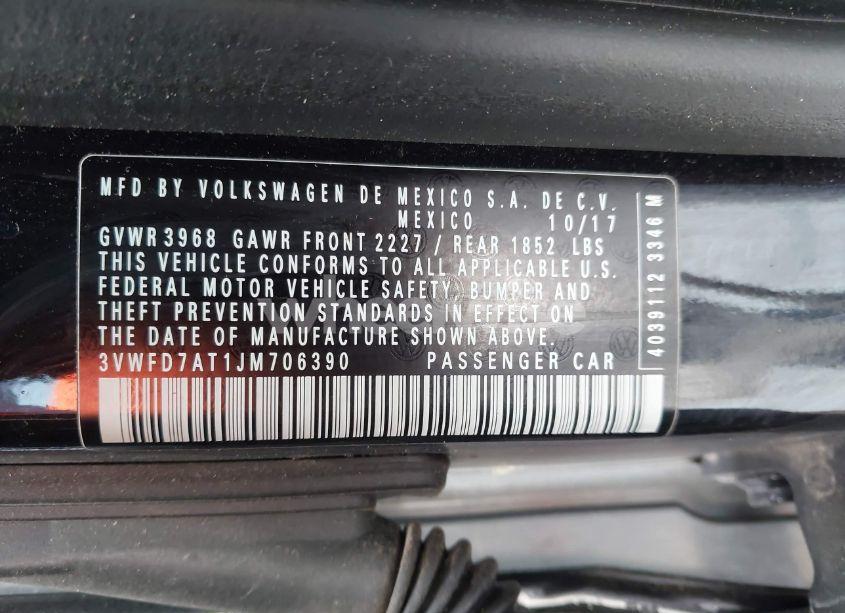 MFD BY VOLKSWAGEN DE MEXICO S.A. DE C.V.
MEXICO 10/17
GVWR 3968 GAWR FRONT 2227 / REAR 1852 LBS
THIS VEHICLE CONFORMS TO ALL APPLICABLE U.S.
FEDERAL MOTOR VEHICLE SAFETY, BUMPER AND
THEFT PREVENTION STANDARDS IN EFFECT ON
THE DATE OF MANUFACTURE SHOWN ABOVE.
3VWFD7AT1JM706390 PASSENGER CAR
4039112 3346 M